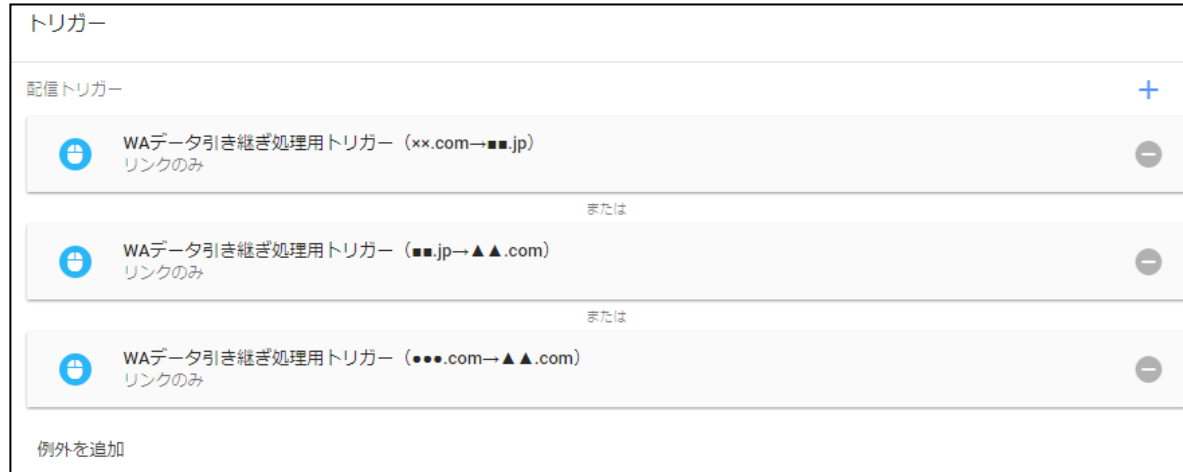 トリガー
配信トリガー
WAデータ引き継ぎ処理用トリガー（××.com→■■.jp）
リンクのみ
または
WAデータ引き継ぎ処理用トリガー（■■.jp→▲▲.com）
リンクのみ
または
WAデータ引き継ぎ処理用トリガー（●●●.com→▲▲.com）
リンクのみ
例外を追加